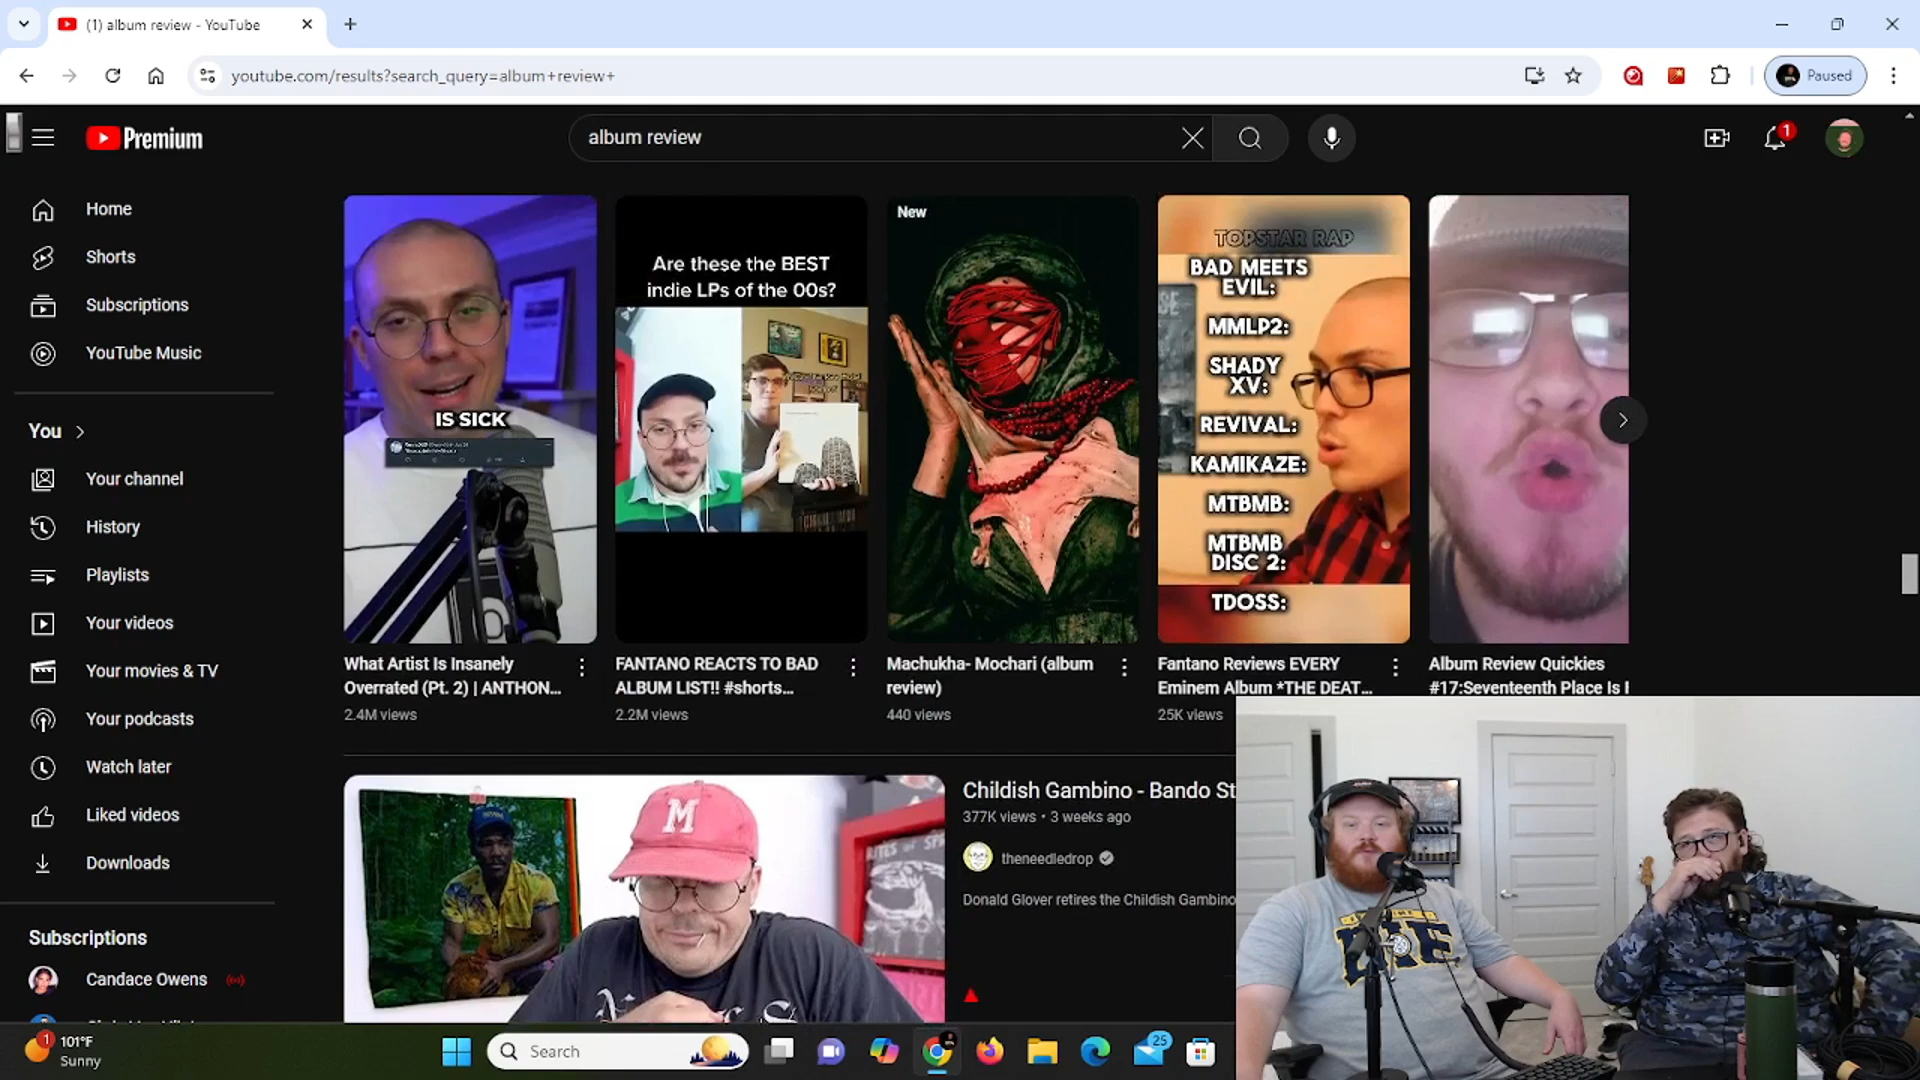 (1) album review - YouTube
youtube.com/results?search_query=album+review+
Paused
Premium
album review
1
Home
Shorts
Subscriptions
YouTube Music
You
Your channel
History
Playlists
Your videos
Your movies & TV
Your podcasts
Watch later
Liked videos
Downloads
Subscriptions
Candace Owens
IS SICK
What Artist Is Insanely
Overrated (Pt. 2) | ANTHON...
2.4M views
Are these the BEST
indie LPs of the 00s?
FANTANO REACTS TO BAD
ALBUM LIST!! #shorts...
2.2M views
New
Machukha- Mochari (album
review)
440 views
TOPSTAR RAP
BAD MEETS
EVIL:
MMLP2:
SHADY
XV:
REVIVAL:
KAMIKAZE:
MTBMB:
MTBMB
DISC 2:
TDOSS:
Fantano Reviews EVERY
Eminem Album *THE DEAT...
25K views
Album Review Quickies
#17:Seventeenth Place Is
M
Childish Gambino - Bando St
377K views • 3 weeks ago
theneedledrop
Donald Glover retires the Childish Gambino
1
101°F
Sunny
Search
25